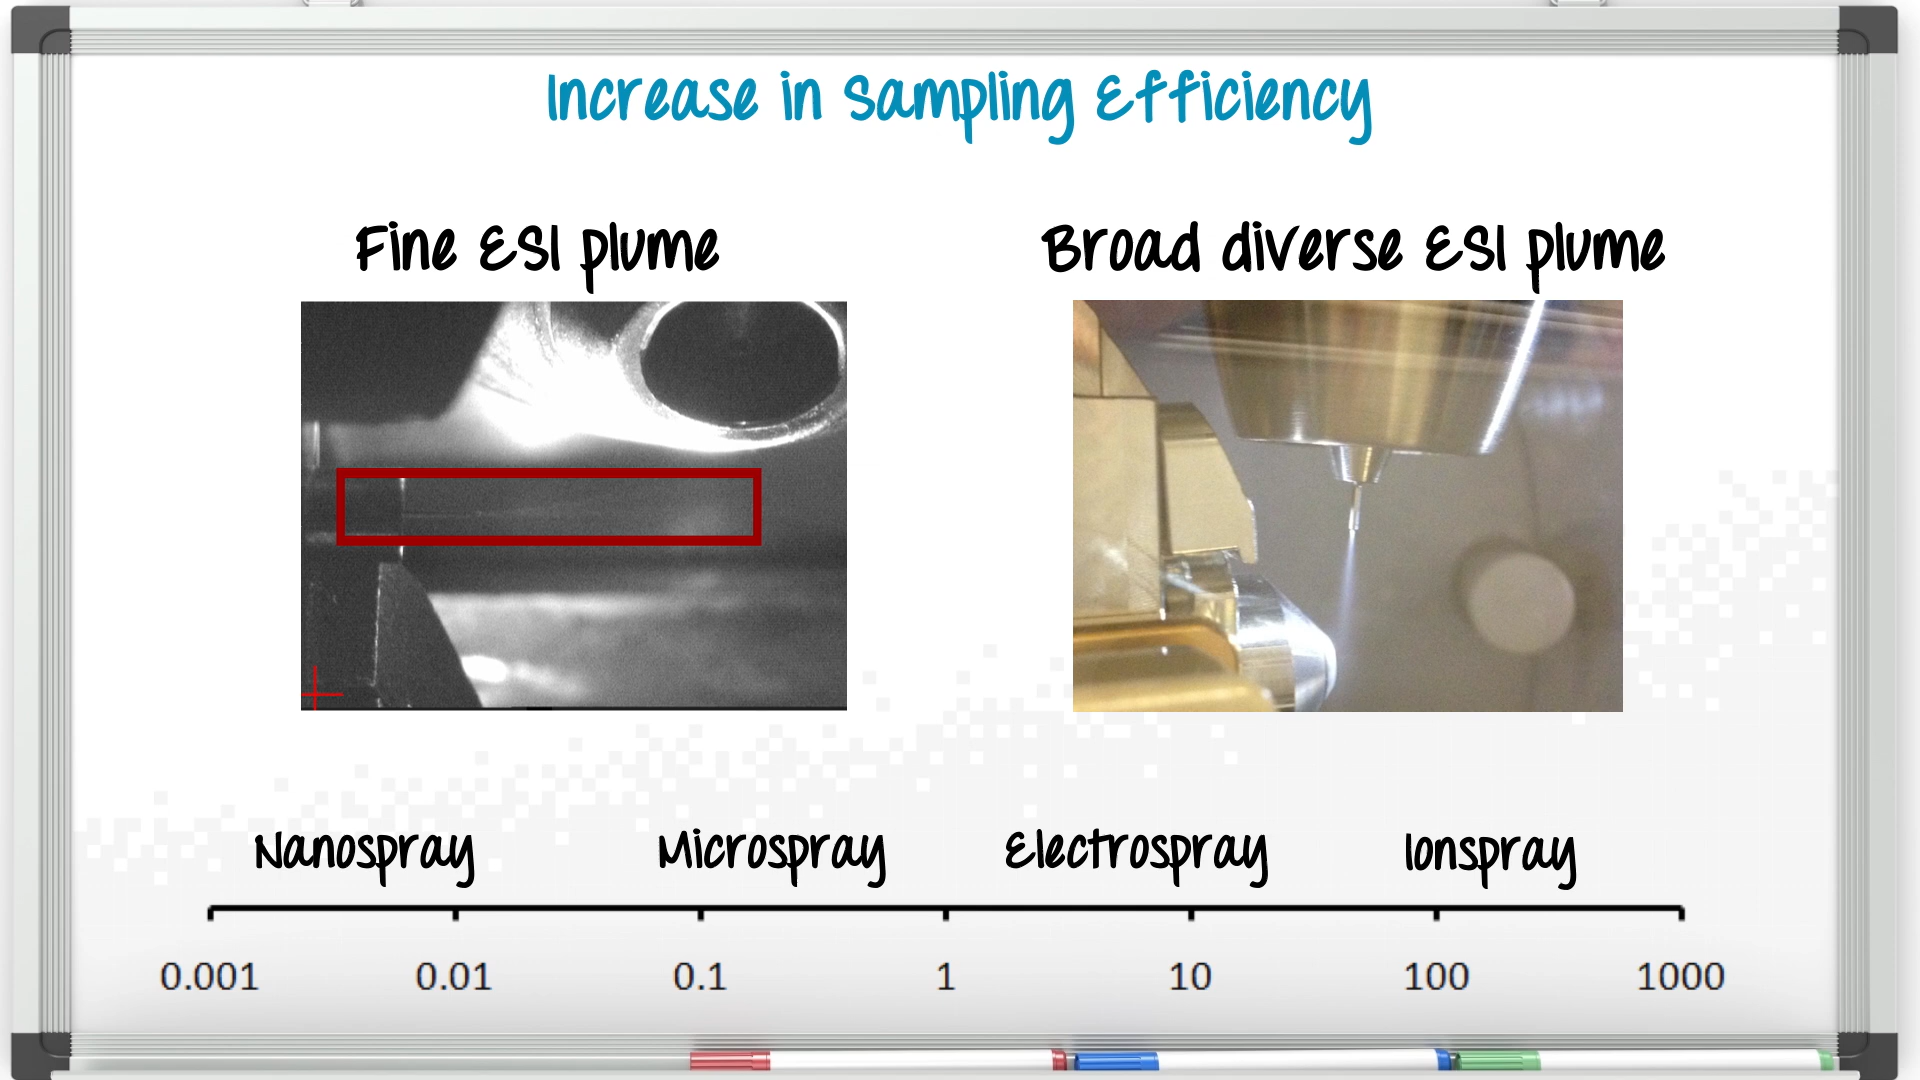 Increase in Sampling Efficiency
Fine ESI plume
Broad diverse ESI plume
Nanospray
Microspray
Electrospray
Ionspray
0.001 0.01 0.1 1 10 100 1000